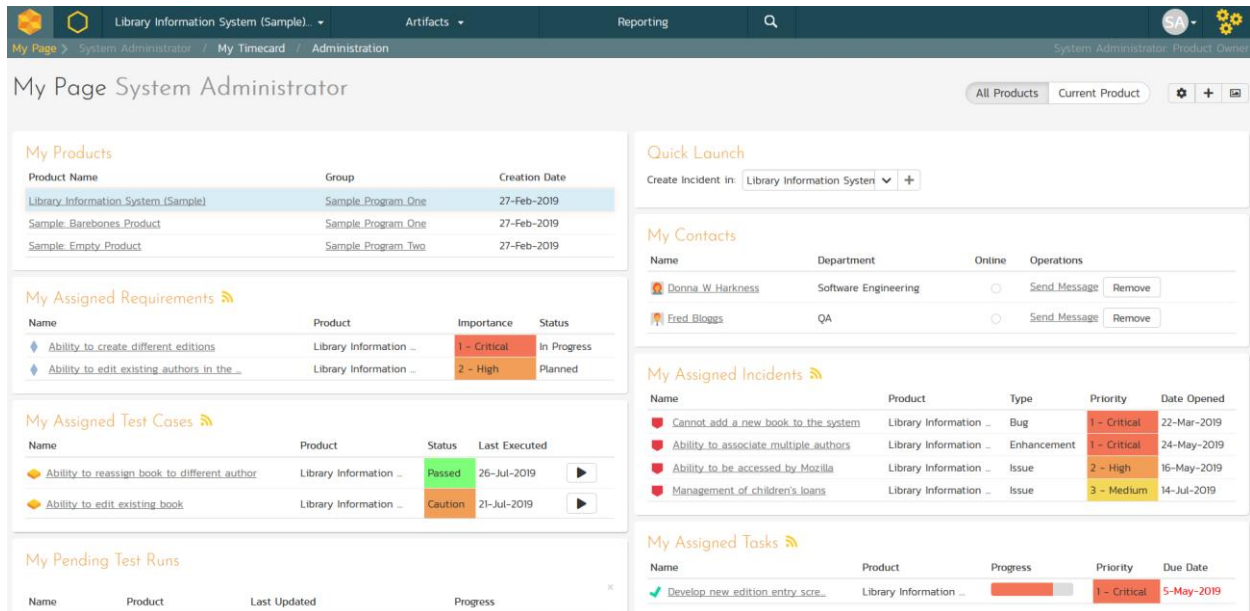 Library Information System (Sample)... Artifacts Reporting SA
My Page System Administrator / My Timecard / Administration System Administrator: Product Owner
My Page System Administrator
All Products Current Product
My Products
Product Name Group Creation Date
Library Information System (Sample) Sample Program One 27-Feb-2019
Sample: Barebones Product Sample Program One 27-Feb-2019
Sample: Empty Product Sample Program Two 27-Feb-2019
My Assigned Requirements
Name Product Importance Status
Ability to create different editions Library Information ... 1 - Critical In Progress
Ability to edit existing authors in the ... Library Information ... 2 - High Planned
My Assigned Test Cases
Name Product Status Last Executed
Ability to reassign book to different author Library Information ... Passed 26-Jul-2019
Ability to edit existing book Library Information ... Caution 21-Jul-2019
My Pending Test Runs
Name Product Last Updated Progress
Quick Launch
Create Incident in: Library Information System
My Contacts
Name Department Online Operations
Donna W Harkness Software Engineering Send Message Remove
Fred Bloggs QA Send Message Remove
My Assigned Incidents
Name Product Type Priority Date Opened
Cannot add a new book to the system Library Information ... Bug 1 - Critical 22-Mar-2019
Ability to associate multiple authors Library Information ... Enhancement 1 - Critical 24-May-2019
Ability to be accessed by Mozilla Library Information ... Issue 2 - High 16-May-2019
Management of children's loans Library Information ... Issue 3 - Medium 14-Jul-2019
My Assigned Tasks
Name Product Progress Priority Due Date
Develop new edition entry scre... Library Information ... 1 - Critical 5-May-2019